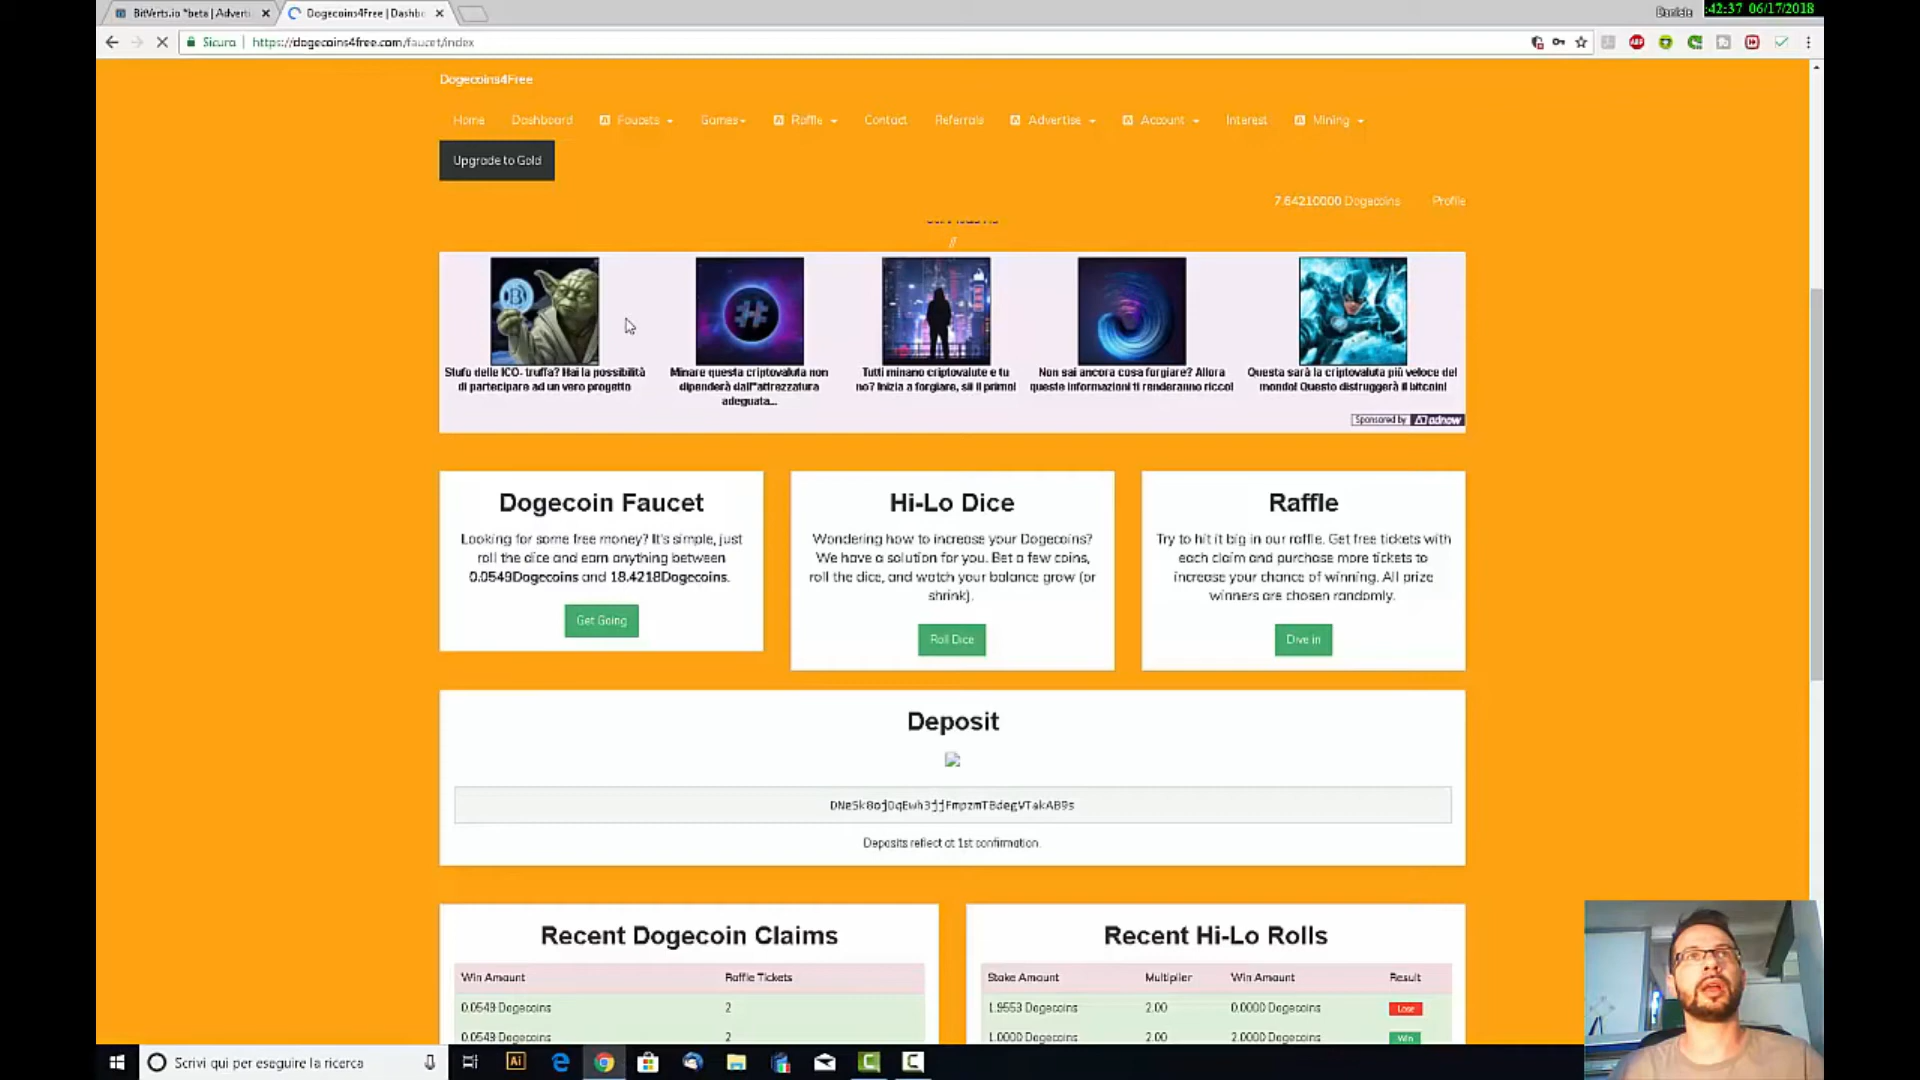 BitVerts.io *beta | Adverti
Dogecoins4Free | Dashbo
Daniele
:42:37 06/17/2018
Sicuro
https://dogecoins4free.com/faucet/index
Dogecoins4Free
Home
Dashboard
Faucets
Games
Raffle
Contact
Referrals
Advertise
Account
Interest
Mining
Upgrade to Gold
7.64210000 Dogecoins
Profile
//
Stufo delle ICO- truffa? Hai la possibilità
di partecipare ad un vero progetto
Minare questa criptovaluta non
dipenderà dall"attrezzatura
adeguata...
Tutti minano criptovalute e tu
no? Inizia a forgiare, sii il primo!
Non sai ancora cosa forgiare? Allora
queste informazioni ti renderanno ricco!
Questa sarà la criptovaluta più veloce del
mondo! Questo distruggerà il bitcoin!
Sponsored by adnow
Dogecoin Faucet
Looking for some free money? It's simple, just
roll the dice and earn anything between
0.0549Dogecoins and 18.4218Dogecoins.
Get Going
Hi-Lo Dice
Wondering how to increase your Dogecoins?
We have a solution for you. Bet a few coins,
roll the dice, and watch your balance grow (or
shrink).
Roll Dice
Raffle
Try to hit it big in our raffle. Get free tickets with
each claim and purchase more tickets to
increase your chance of winning. All prize
winners are chosen randomly.
Dive in
Deposit
Deposits reflect at 1st confirmation.
Recent Dogecoin Claims
Win Amount
Raffle Tickets
0.0549 Dogecoins
2
0.0549 Dogecoins
2
Recent Hi-Lo Rolls
Stake Amount
Multiplier
Win Amount
Result
1.9553 Dogecoins
2.00
0.0000 Dogecoins
Lose
1.0000 Dogecoins
2.00
2.0000 Dogecoins
Win
Scrivi qui per eseguire la ricerca